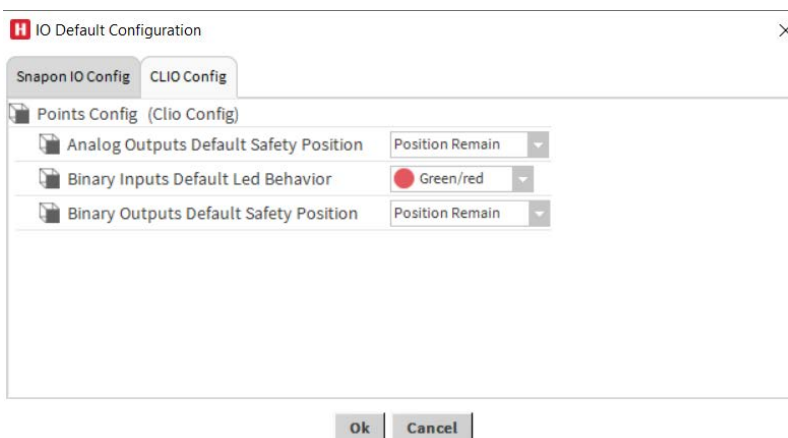 H IO Default Configuration
Snapon IO Config CLIO Config
Points Config (Clio Config)
Analog Outputs Default Safety Position Position Remain
Binary Inputs Default Led Behavior Green/red
Binary Outputs Default Safety Position Position Remain
Ok Cancel